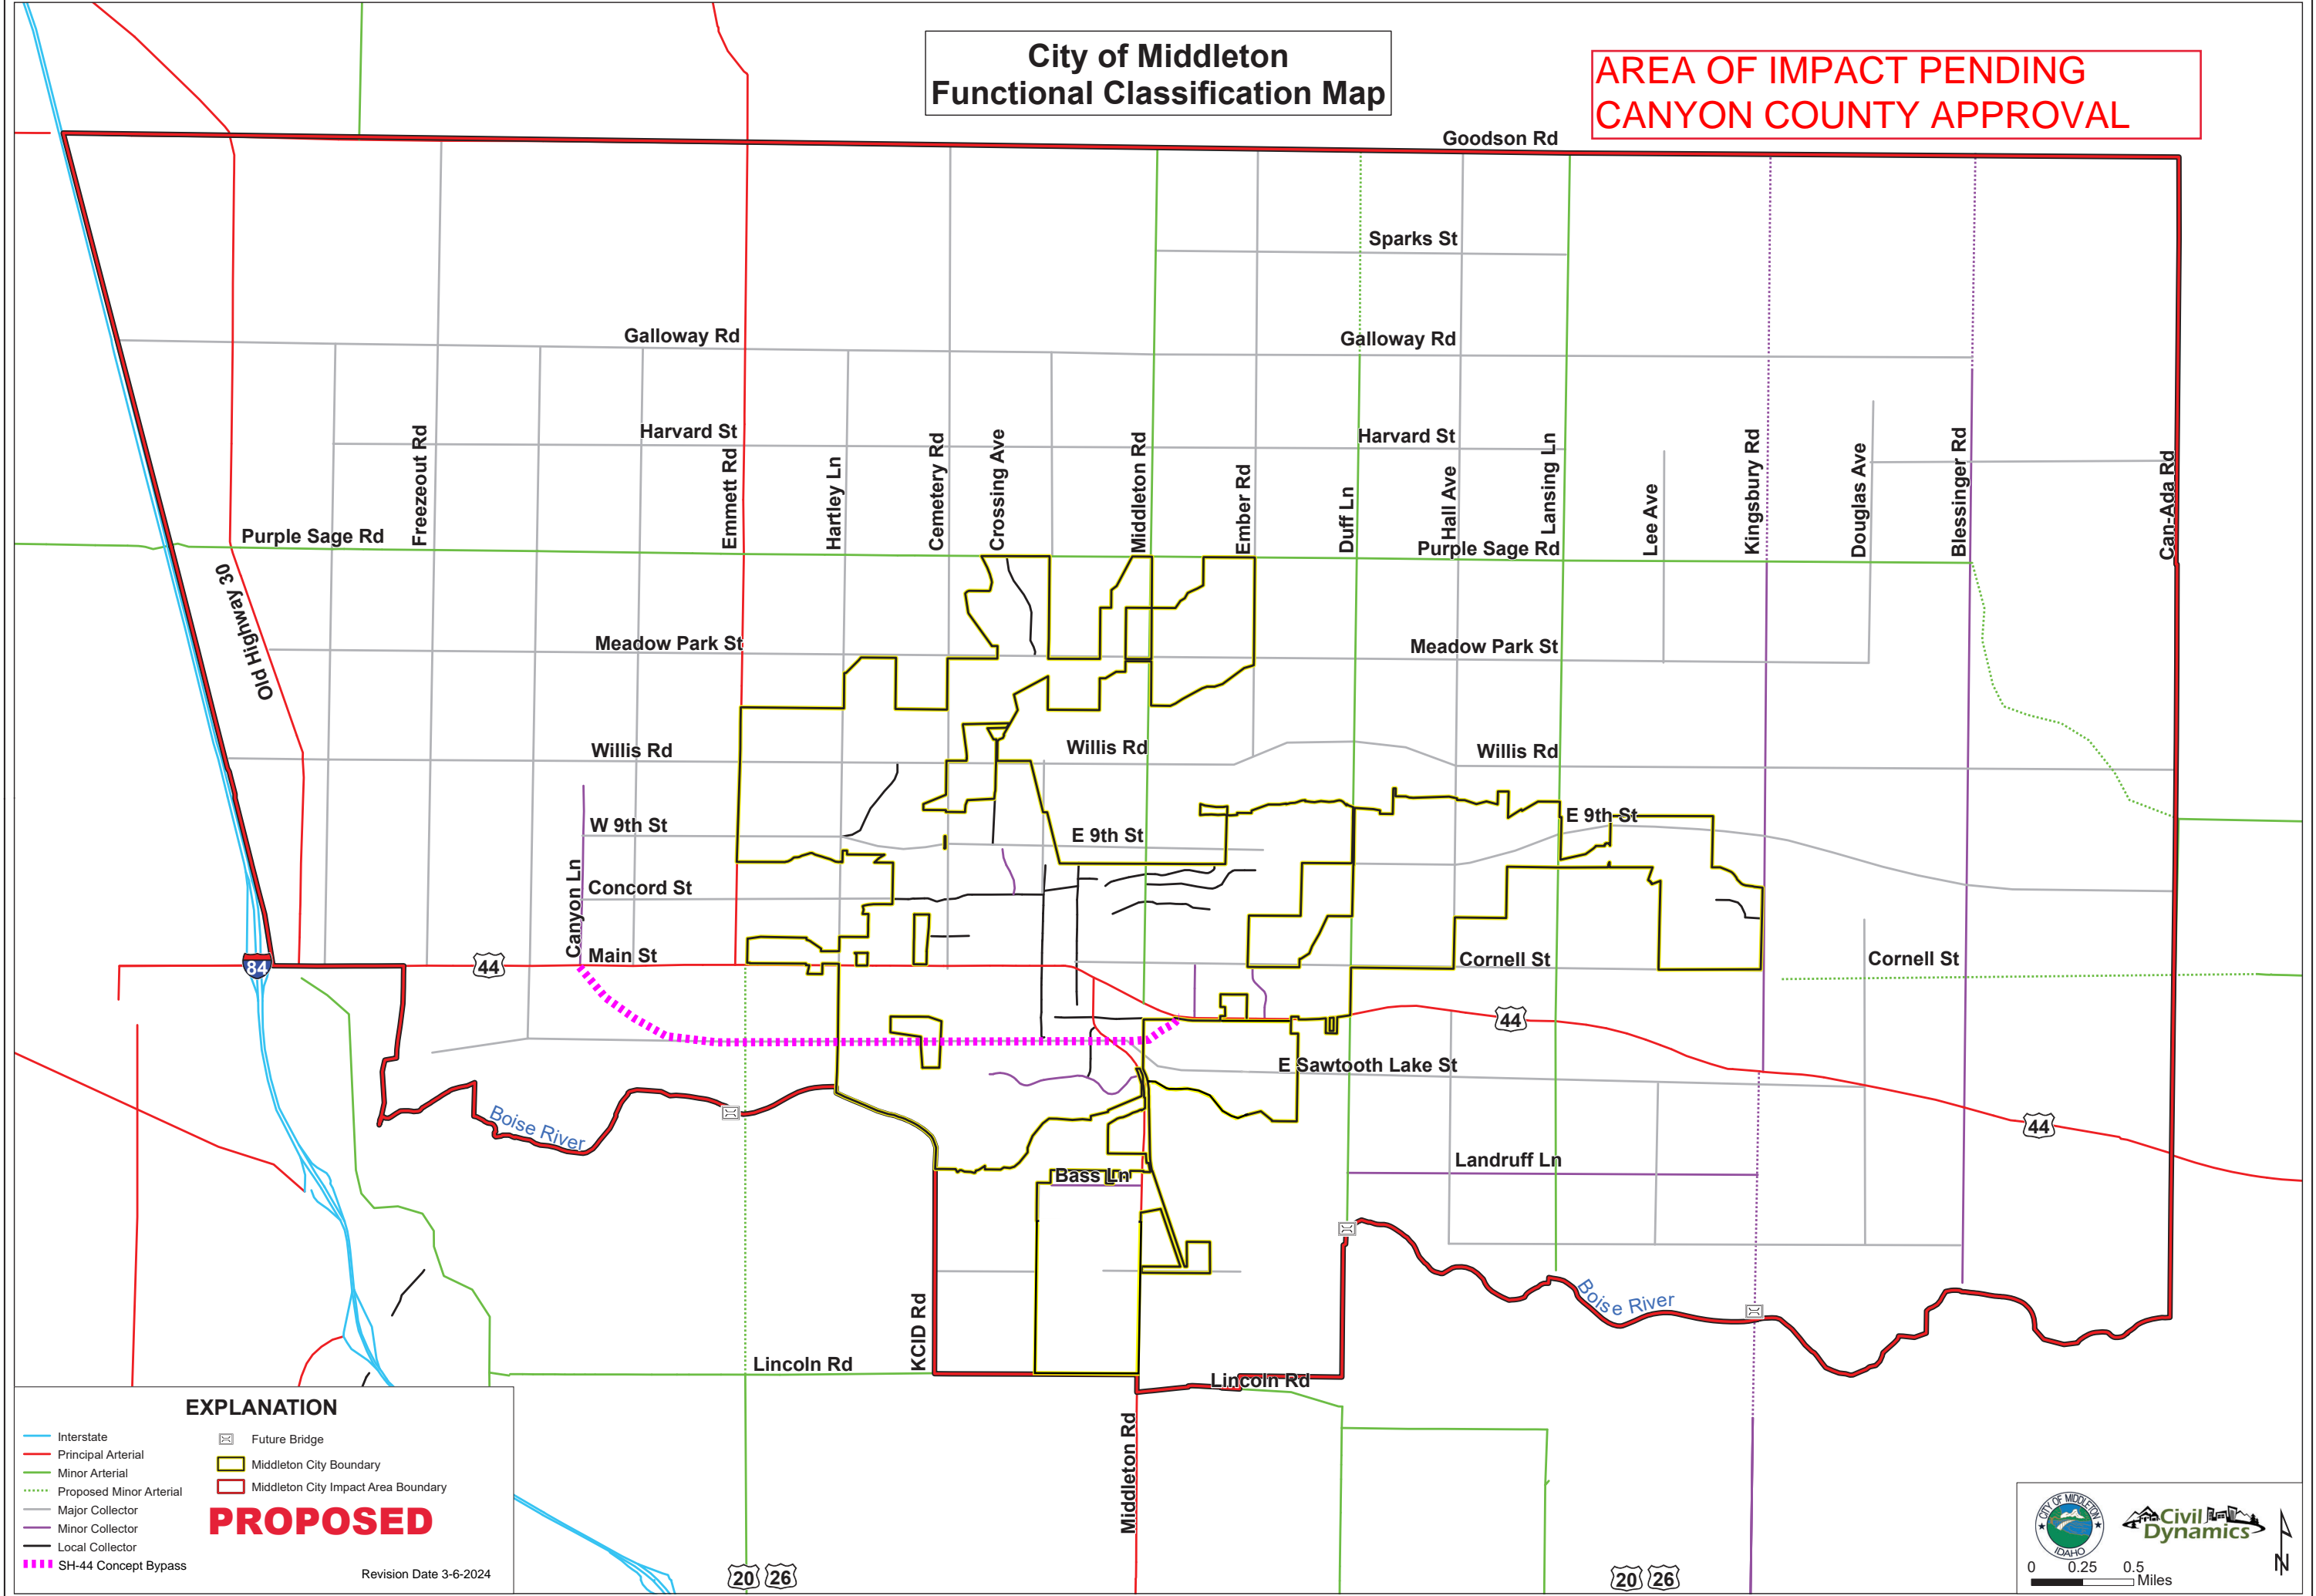 City of Middleton
Functional Classification Map
AREA OF IMPACT PENDING
CANYON COUNTY APPROVAL
Goodson Rd
Sparks St
Galloway Rd
Galloway Rd
Harvard St
Harvard St
Freezeout Rd
Emmett Rd
Hartley Ln
Cemetery Rd
Crossing Ave
Middleton Rd
Ember Rd
Duff Ln
Hall Ave
Lansing Ln
Lee Ave
Kingsbury Rd
Douglas Ave
Blessinger Rd
Can-Ada Rd
Purple Sage Rd
Purple Sage Rd
Old Highway 30
Meadow Park St
Meadow Park St
Willis Rd
Willis Rd
Willis Rd
W 9th St
E 9th St
E 9th St
Canyon Ln
Concord St
84
44
Main St
Cornell St
Cornell St
44
E Sawtooth Lake St
44
Boise River
Landruff Ln
Bass Ln
Boise River
KCID Rd
Lincoln Rd
Lincoln Rd
Middleton Rd
20 26
20 26
EXPLANATION
Interstate
Principal Arterial
Minor Arterial
Proposed Minor Arterial
Major Collector
Minor Collector
Local Collector
SH-44 Concept Bypass
Future Bridge
Middleton City Boundary
Middleton City Impact Area Boundary
PROPOSED
Revision Date 3-6-2024
CITY OF MIDDLETON
IDAHO
Civil
Dynamics
N
0 0.25 0.5
Miles